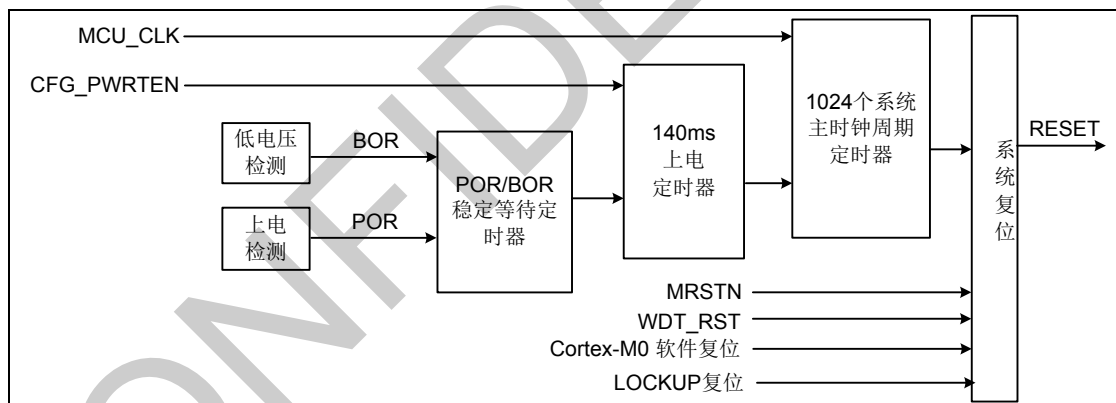 MCU_CLK
CFG_PWRTEN
低电压
检测
BOR
上电
检测
POR
POR/BOR
稳定等待定
时器
140ms
上电
定时器
1024个系统
主时钟周期
定时器
系统复位
RESET
MRSTN
WDT_RST
Cortex-M0 软件复位
LOCKUP复位